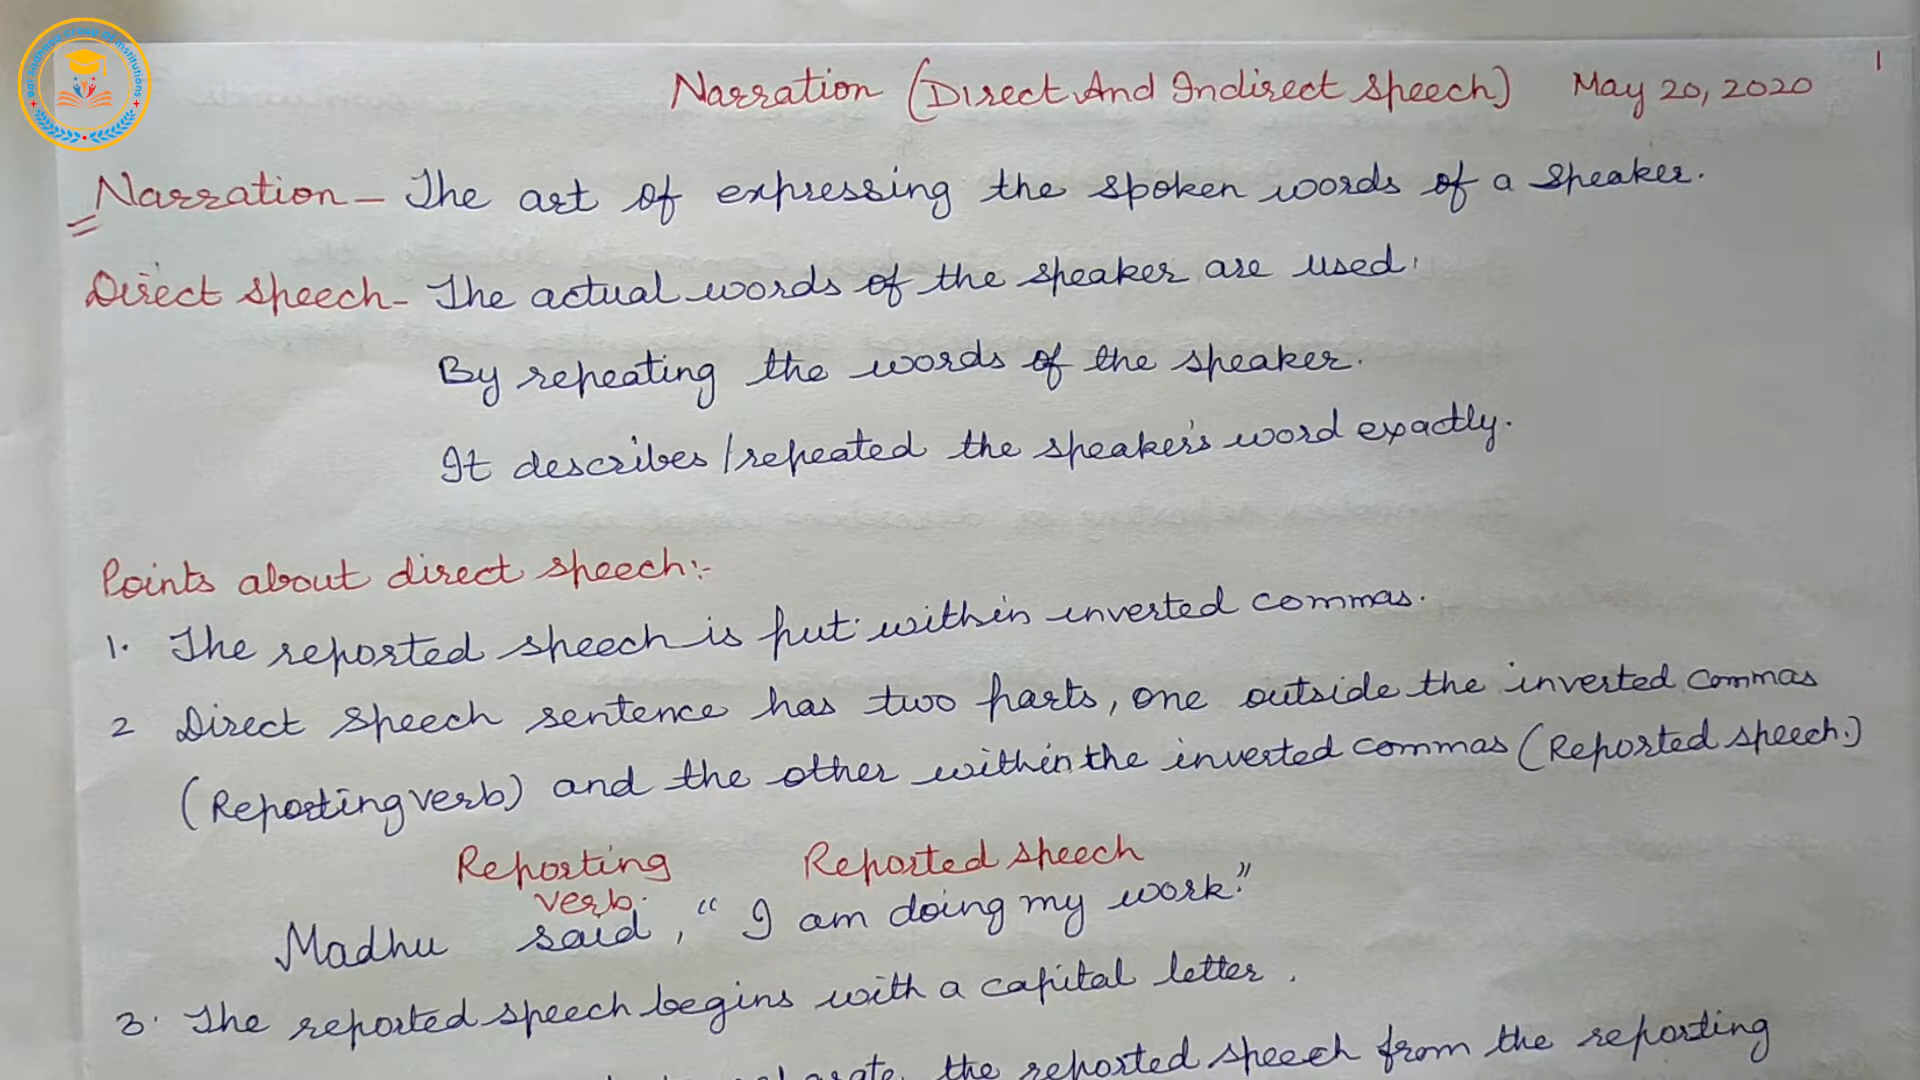 Narration (Direct And Indirect Speech) May 20, 2020 1
Narration - The art of expressing the spoken words of a speaker.
Direct speech - The actual words of the speaker are used.
By repeating the words of the speaker.
It describes/repeated the speaker's word exactly.
Points about direct speech:-
1. The reported speech is put within inverted commas.
2 Direct speech sentence has two parts, one outside the inverted commas
(Reporting verb) and the other within the inverted commas (Reported speech.)
Reporting Reported speech
verb.
Madhu said, "I am doing my work."
3. The reported speech begins with a capital letter.
the reported speech from the reporting